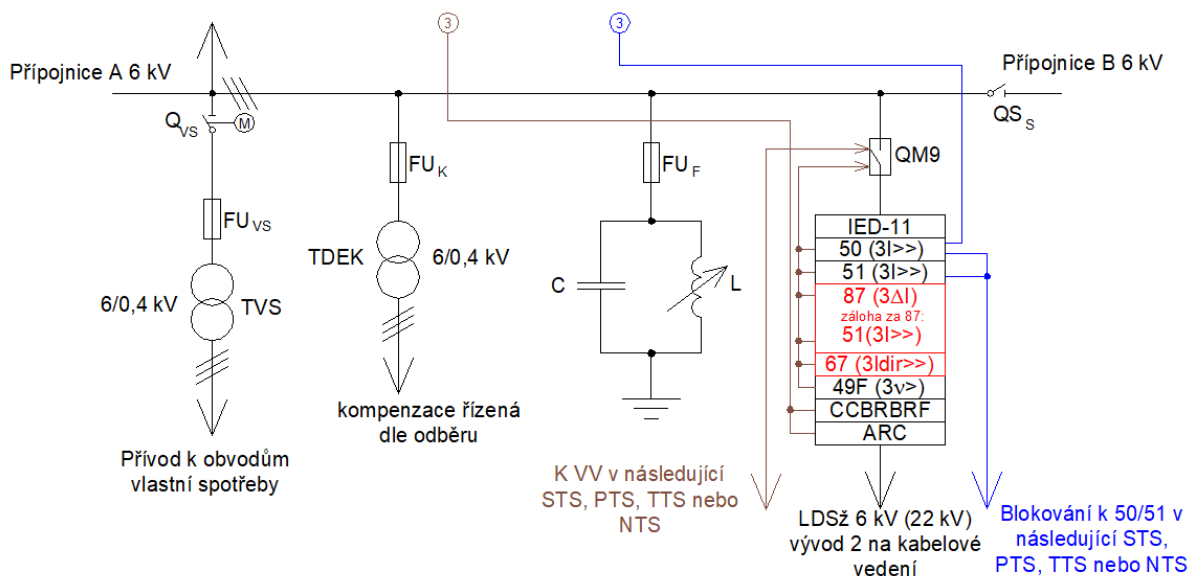 3
3
Přípojnice A 6 kV
Přípojnice B 6 kV
QVS
M
QSS
FUK
FUF
QM9
FUVS
IED-11
50 (3I>>)
51 (3I>>)
87 (3ΔI)
záloha za 87:
51(3I>>)
67 (3Idir>>)
49F (3ν>)
CCBRBRF
ARC
TDEK
6/0,4 kV
C
L
6/0,4 kV
TVS
kompenzace řízená
dle odběru
Přívod k obvodům
vlastní spotřeby
K VV v následující
STS, PTS, TTS nebo
NTS
LDSž 6 kV (22 kV)
vývod 2 na kabelové
vedení
Blokování k 50/51 v
následující STS,
PTS, TTS nebo NTS